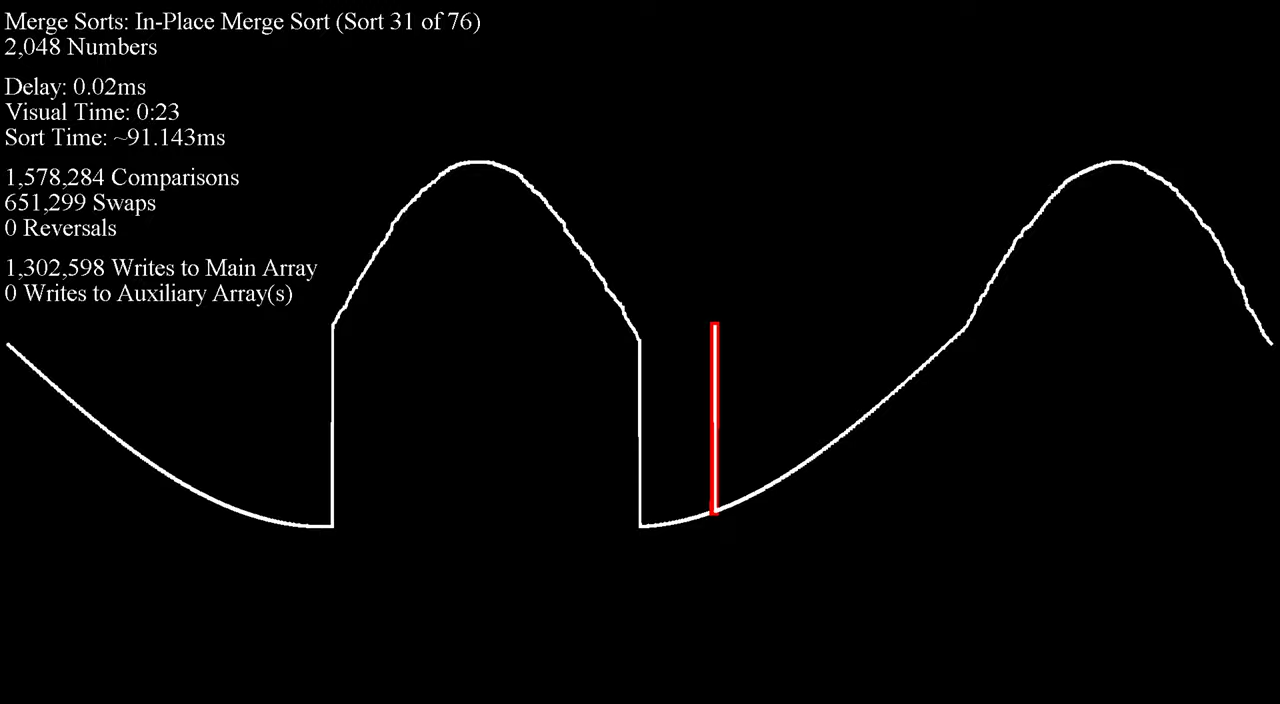 Merge Sorts: In-Place Merge Sort (Sort 31 of 76)
2,048 Numbers
Delay: 0.02ms
Visual Time: 0:23
Sort Time: ~91.143ms
1,578,284 Comparisons
651,299 Swaps
0 Reversals
1,302,598 Writes to Main Array
0 Writes to Auxiliary Array(s)